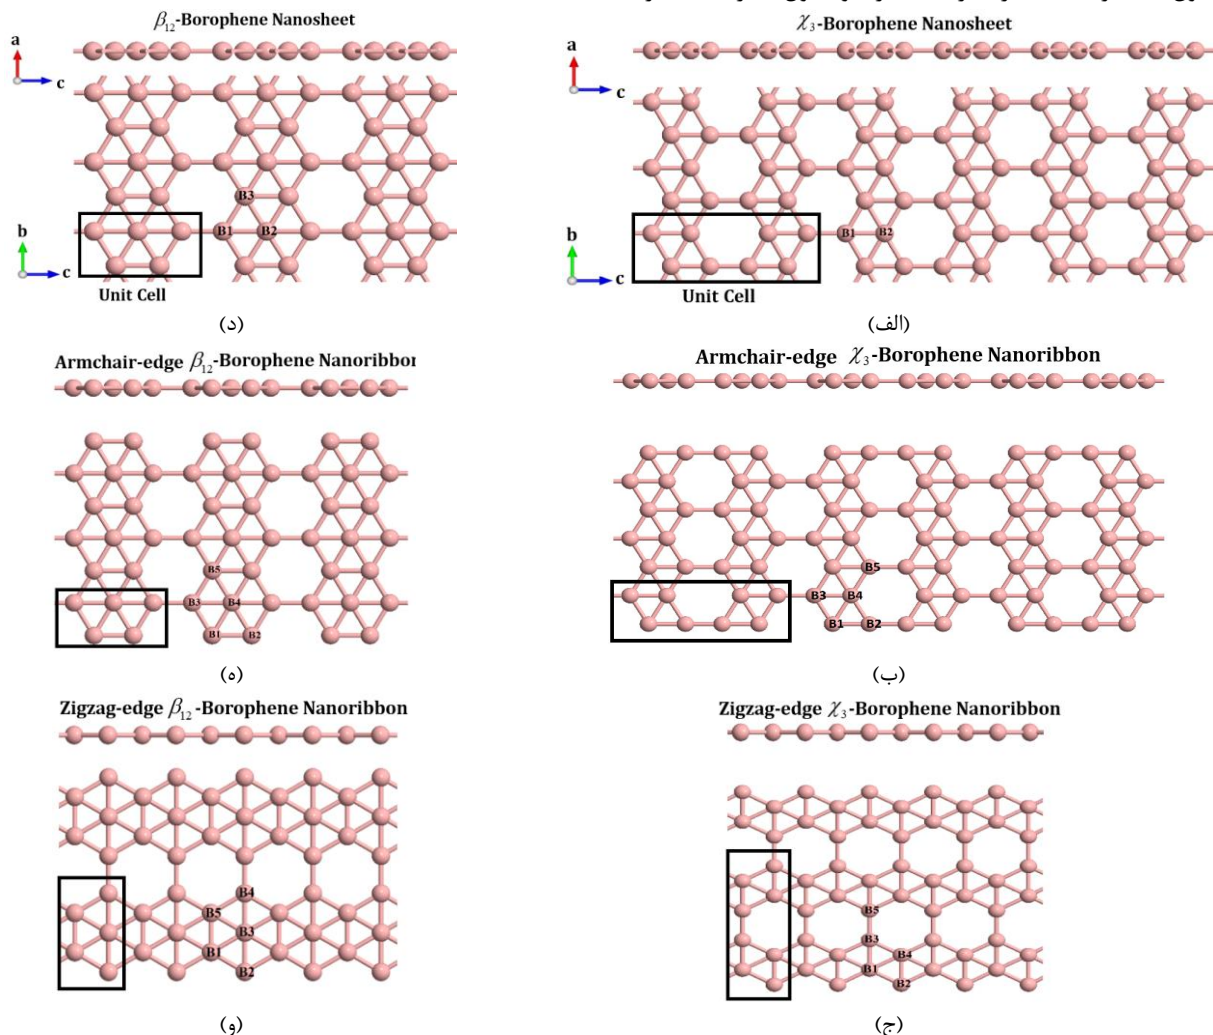 β₁₂-Borophene Nanosheet
a
c
B3
B1 B2
b
c
Unit Cell
(د)
χ₃-Borophene Nanosheet
a
c
B1 B2
b
c
Unit Cell
(الف)
Armchair-edge β₁₂-Borophene Nanoribbon
B5
B3 B4
B1 B2
(ه)
Armchair-edge χ₃-Borophene Nanoribbon
B5
B3 B4
B1 B2
(ب)
Zigzag-edge β₁₂-Borophene Nanoribbon
B4
B5
B3
B1
B2
(و)
Zigzag-edge χ₃-Borophene Nanoribbon
B5
B3
B4
B1
B2
(ج)